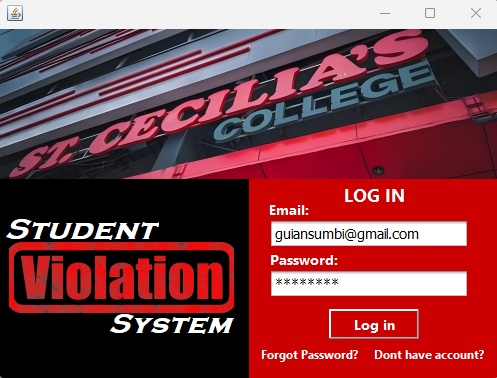 ST. CECILIA'S
COLLEGE
STUDENT
Violation
SYSTEM
LOG IN
Email:
guiansumbi@gmail.com
Password:
********
Log in
Forgot Password? Dont have account?